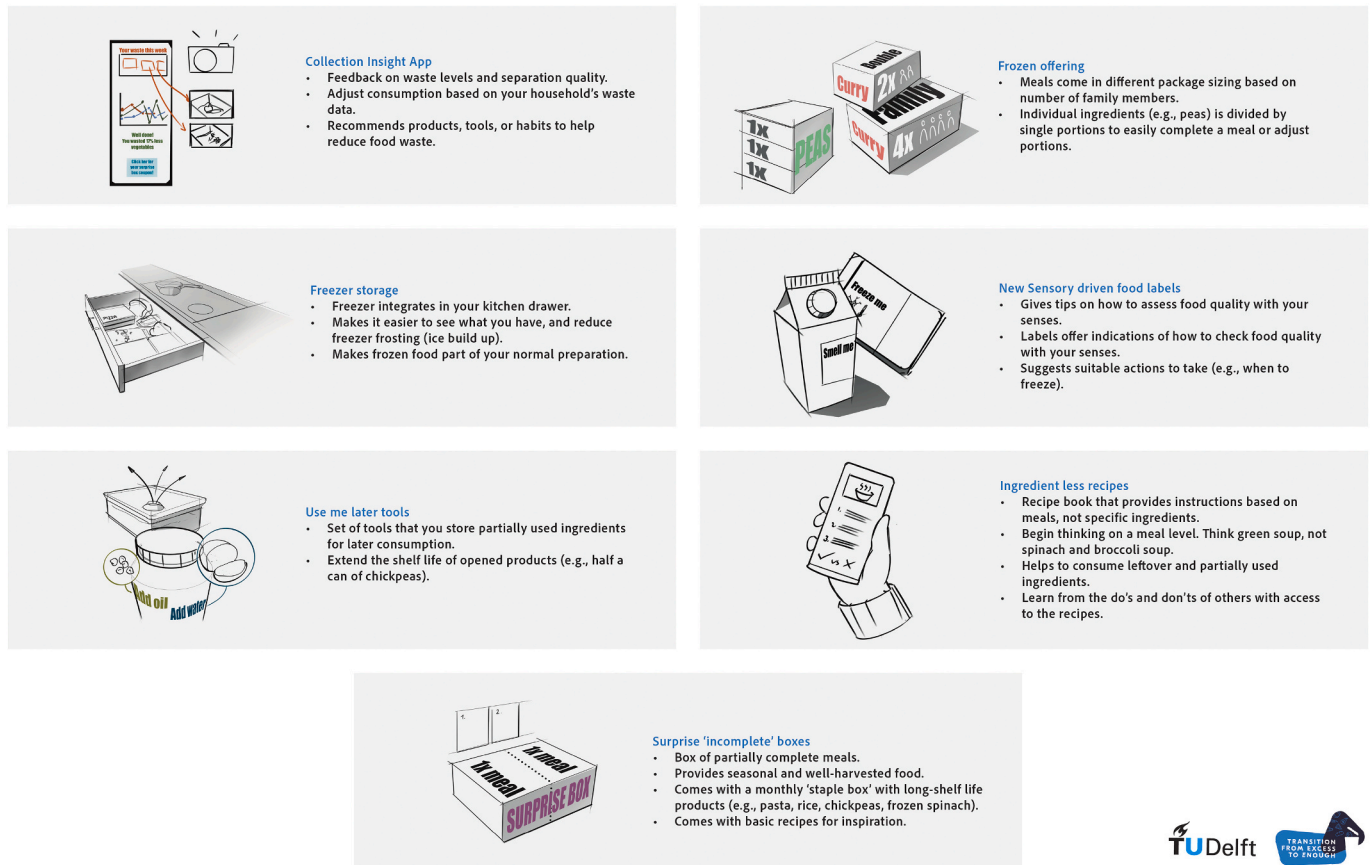 Your waste this week
Well done!
You wasted 17% less
vegetables
Click her for
your surprise
box coupon!
Collection Insight App
• Feedback on waste levels and separation quality.
• Adjust consumption based on your household's waste
data.
• Recommends products, tools, or habits to help
reduce food waste.
Double
Curry 2x
Family
Curry 4x
1x
1x
1x
PEAS
Frozen offering
• Meals come in different package sizing based on
number of family members.
• Individual ingredients (e.g., peas) is divided by
single portions to easily complete a meal or adjust
portions.
Pizza
Freezer storage
• Freezer integrates in your kitchen drawer.
• Makes it easier to see what you have, and reduce
freezer frosting (ice build up).
• Makes frozen food part of your normal preparation.
Freeze me
Smell me
New Sensory driven food labels
• Gives tips on how to assess food quality with your
senses.
• Labels offer indications of how to check food quality
with your senses.
• Suggests suitable actions to take (e.g., when to
freeze).
Add oil
Add water
Use me later tools
• Set of tools that you store partially used ingredients
for later consumption.
• Extend the shelf life of opened products (e.g., half a
can of chickpeas).
1.
2.
3.
vs
Ingredient less recipes
• Recipe book that provides instructions based on
meals, not specific ingredients.
• Begin thinking on a meal level. Think green soup, not
spinach and broccoli soup.
• Helps to consume leftover and partially used
ingredients.
• Learn from the do's and don'ts of others with access
to the recipes.
1.
2.
1x meal
1x meal
SURPRISE BOX
Surprise 'incomplete' boxes
• Box of partially complete meals.
• Provides seasonal and well-harvested food.
• Comes with a monthly 'staple box' with long-shelf life
products (e.g., pasta, rice, chickpeas, frozen spinach).
• Comes with basic recipes for inspiration.
TUDelft
TRANSITION
FROM EXCESS
TO ENOUGH